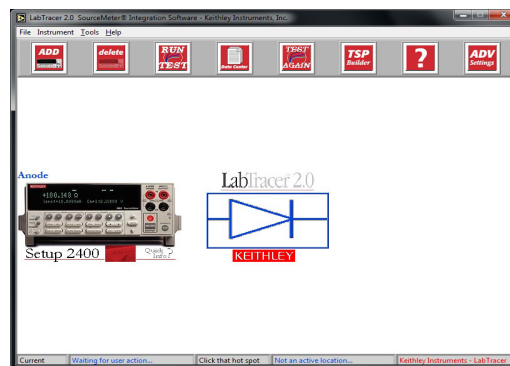 LabTracer 2.0 SourceMeter® Integration Software - Keithley Instruments, Inc.
File Instrument Tools Help
ADD
delete
RUN TEST
Data Center
TEST AGAIN
TSP Builder
?
ADV Settings
Anode
LabTracer 2.0
KEITHLEY
Setup 2400
Quick Info?
Current
Waiting for user action...
Click that hot spot
Not an active location...
Keithley Instruments - LabTracer